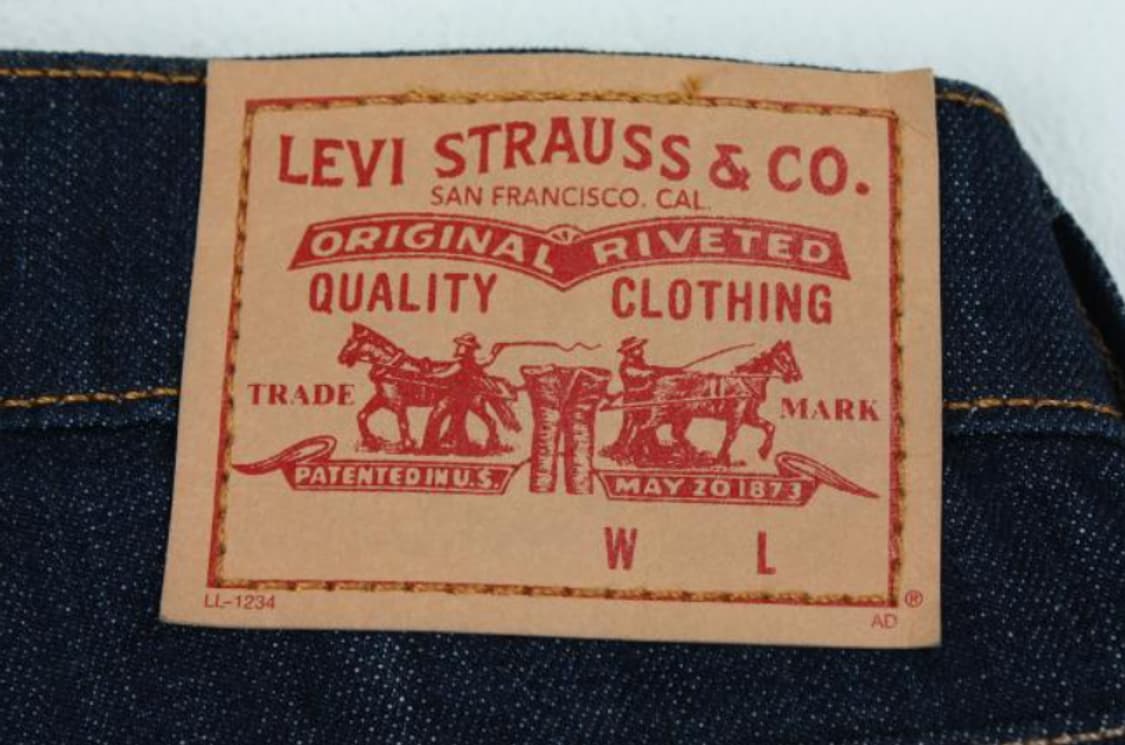 LEVI STRAUSS & CO.
SAN FRANCISCO, CAL.
ORIGINAL RIVETED
QUALITY CLOTHING
TRADE MARK
PATENTED IN U.S. MAY 20 1873
W L
LL-1234 ®
AD